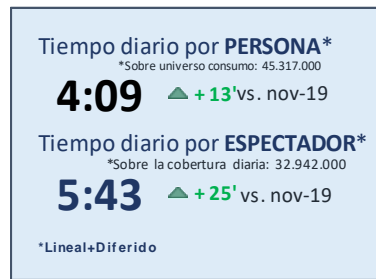 Tiempo diario por PERSONA*
*Sobre universo consumo: 45.317.000
4:09 + 13' vs. nov-19
Tiempo diario por ESPECTADOR*
*Sobre la cobertura diaria: 32.942.000
5:43 + 25' vs. nov-19
*Lineal+Diferido